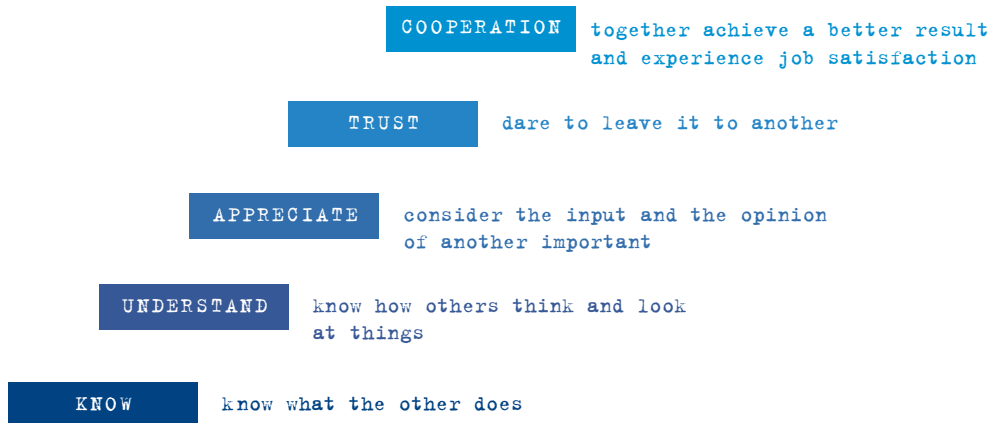 COOPERATION
together achieve a better result
and experience job satisfaction
TRUST
dare to leave it to another
APPRECIATE
consider the input and the opinion
of another important
UNDERSTAND
know how others think and look
at things
KNOW
know what the other does